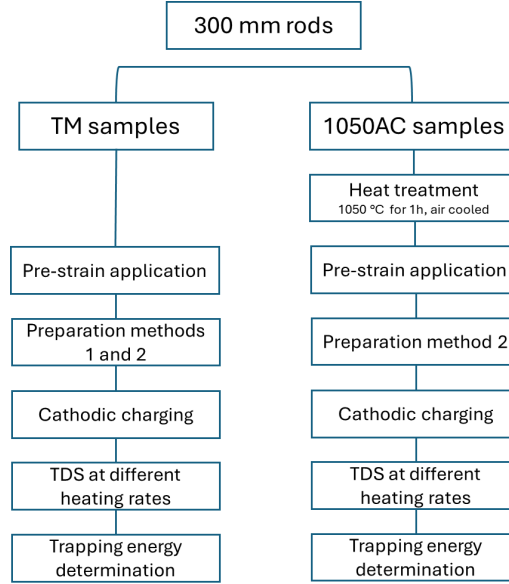 300 mm rods
TM samples
1050AC samples
Heat treatment
1050 ºC for 1h, air cooled
Pre-strain application
Pre-strain application
Preparation methods
1 and 2
Preparation method 2
Cathodic charging
Cathodic charging
TDS at different
heating rates
TDS at different
heating rates
Trapping energy
determination
Trapping energy
determination